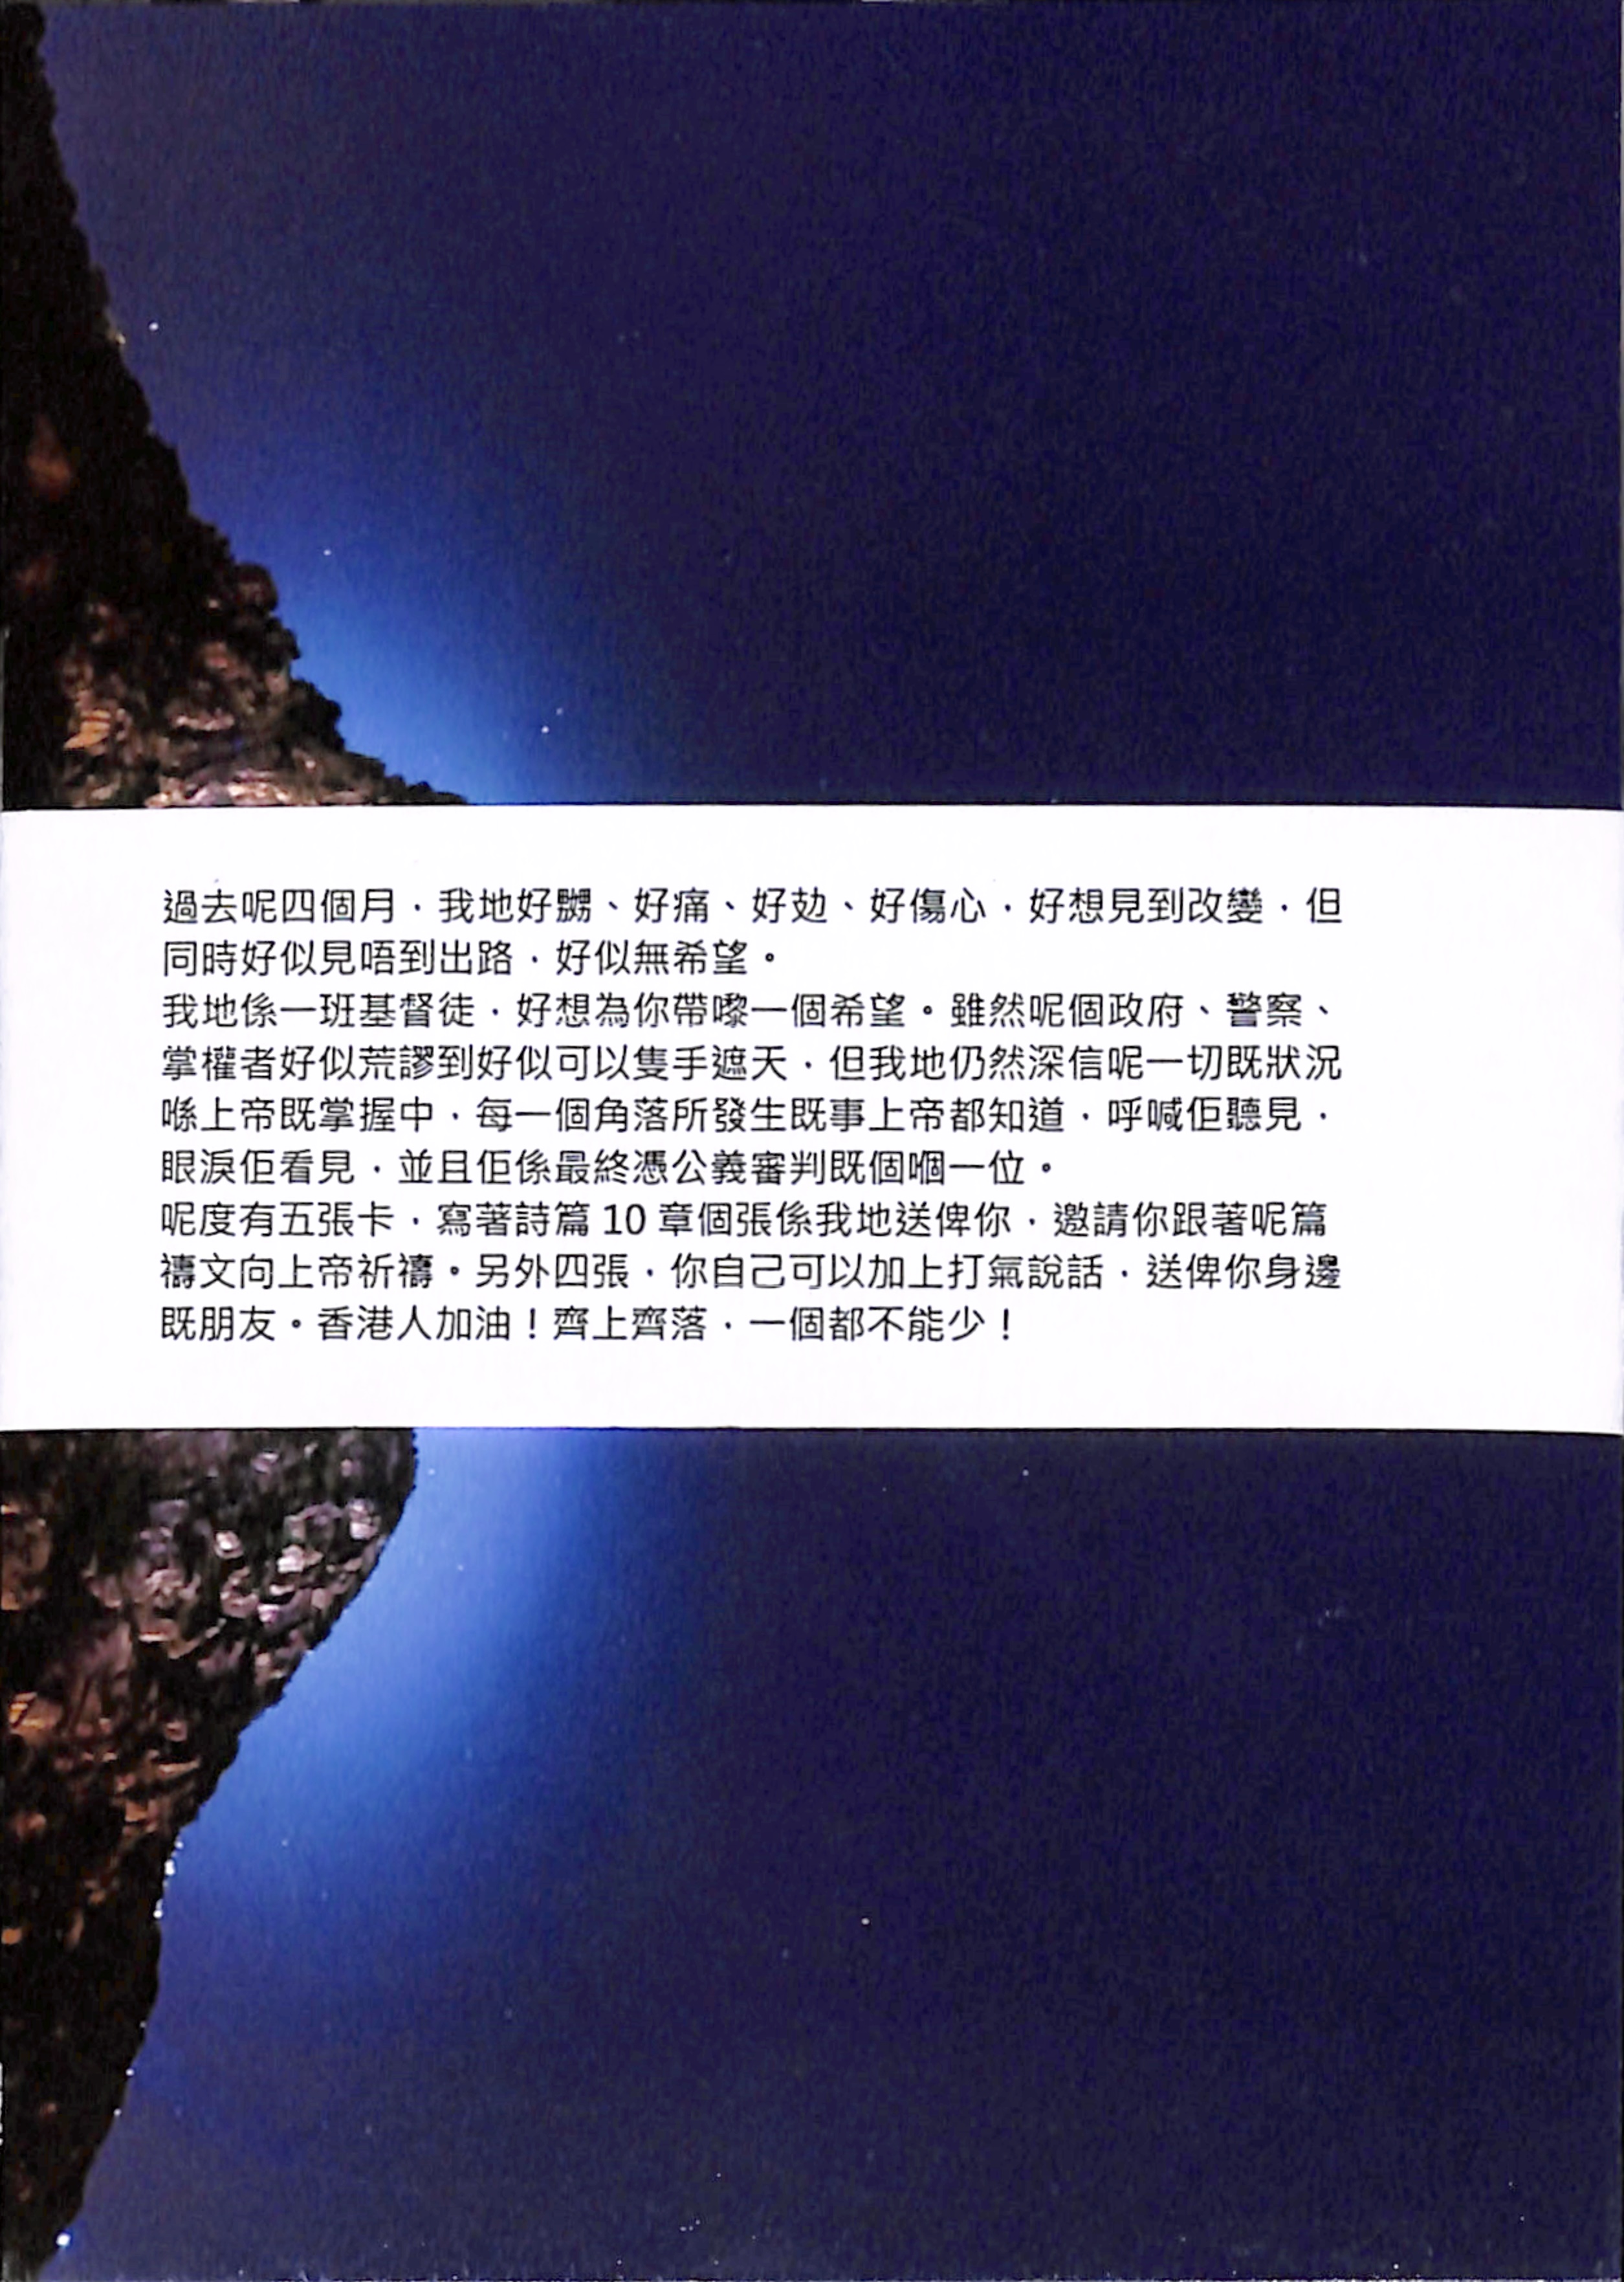 過去呢四個月，我地好嬲、好痛、好攰、好傷心，好想見到改變，但
同時好似見唔到出路，好似無希望。
我地係一班基督徒，好想為你帶嚟一個希望。雖然呢個政府、警察、
掌權者好似荒謬到好似可以隻手遮天，但我地仍然深信呢一切既狀況
喺上帝既掌握中，每一個角落所發生既事上帝都知道，呼喊佢聽見，
眼淚佢看見，並且佢係最終憑公義審判既個嗰一位。
呢度有五張卡，寫著詩篇 10 章個張係我地送俾你，邀請你跟著呢篇
禱文向上帝祈禱。另外四張，你自己可以加上打氣說話，送俾你身邊
既朋友。香港人加油！齊上齊落，一個都不能少！